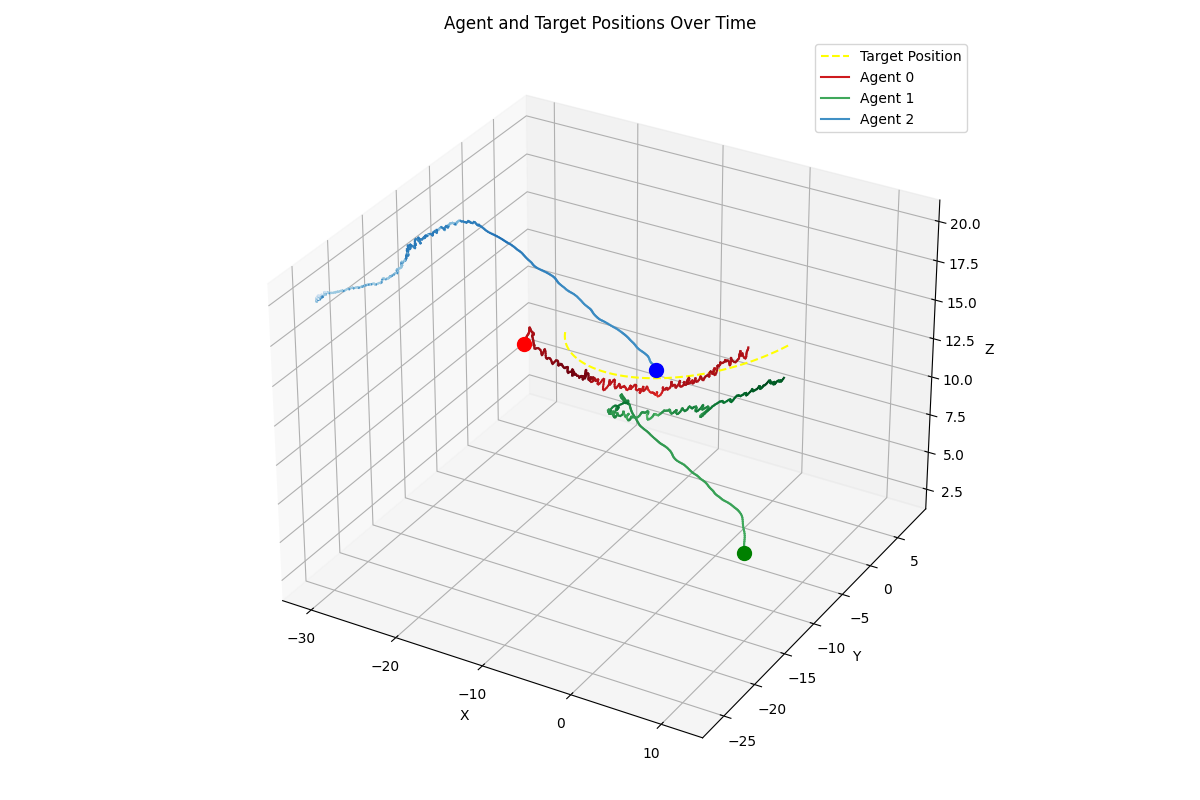 Agent and Target Positions Over Time
Target Position
Agent 0
Agent 1
Agent 2
20.0
17.5
15.0
12.5
10.0
7.5
5.0
2.5
Z
5
0
−5
−10
−15
−20
−25
Y
−30
−20
−10
0
10
X